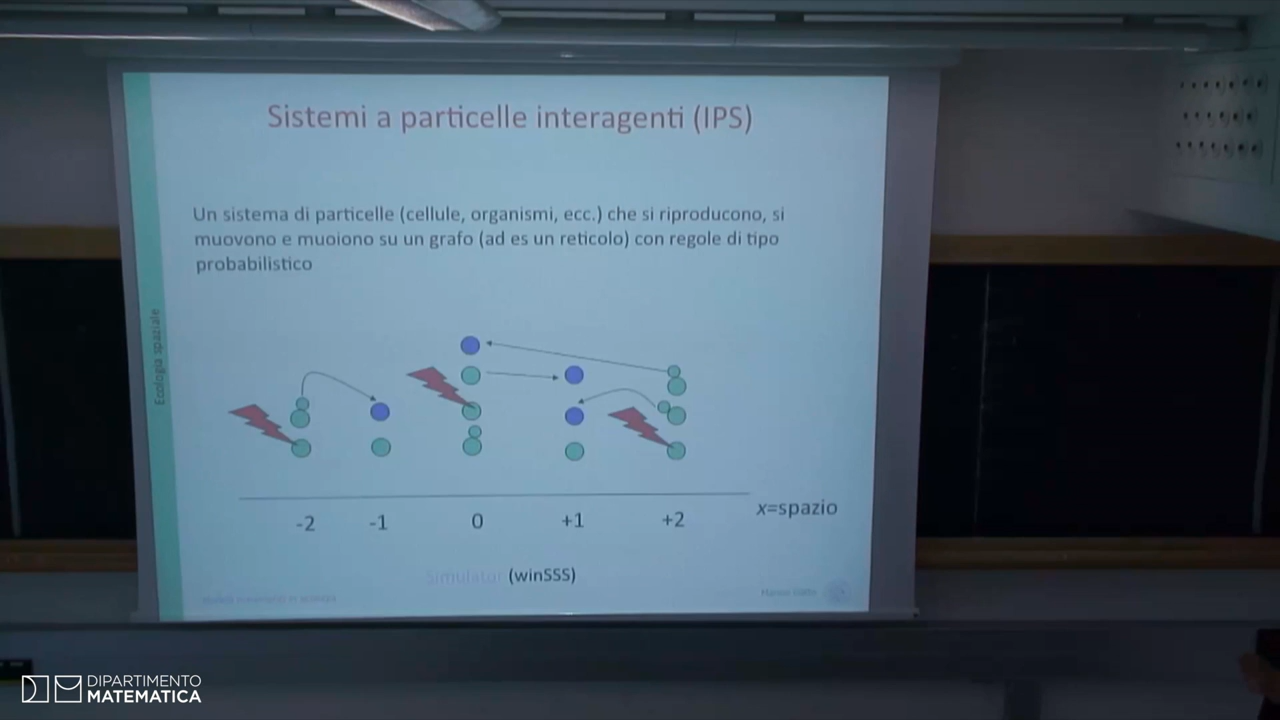 Sistemi a particelle interagenti (IPS)
Un sistema di particelle (cellule, organismi, ecc.) che si riproducono, si
muovono e muoiono su un grafo (ad es un reticolo) con regole di tipo
probabilistico
Ecologia spaziale
x=spazio
-2 -1 0 +1 +2
Simulator (winSSS)
DIPARTIMENTO
MATEMATICA